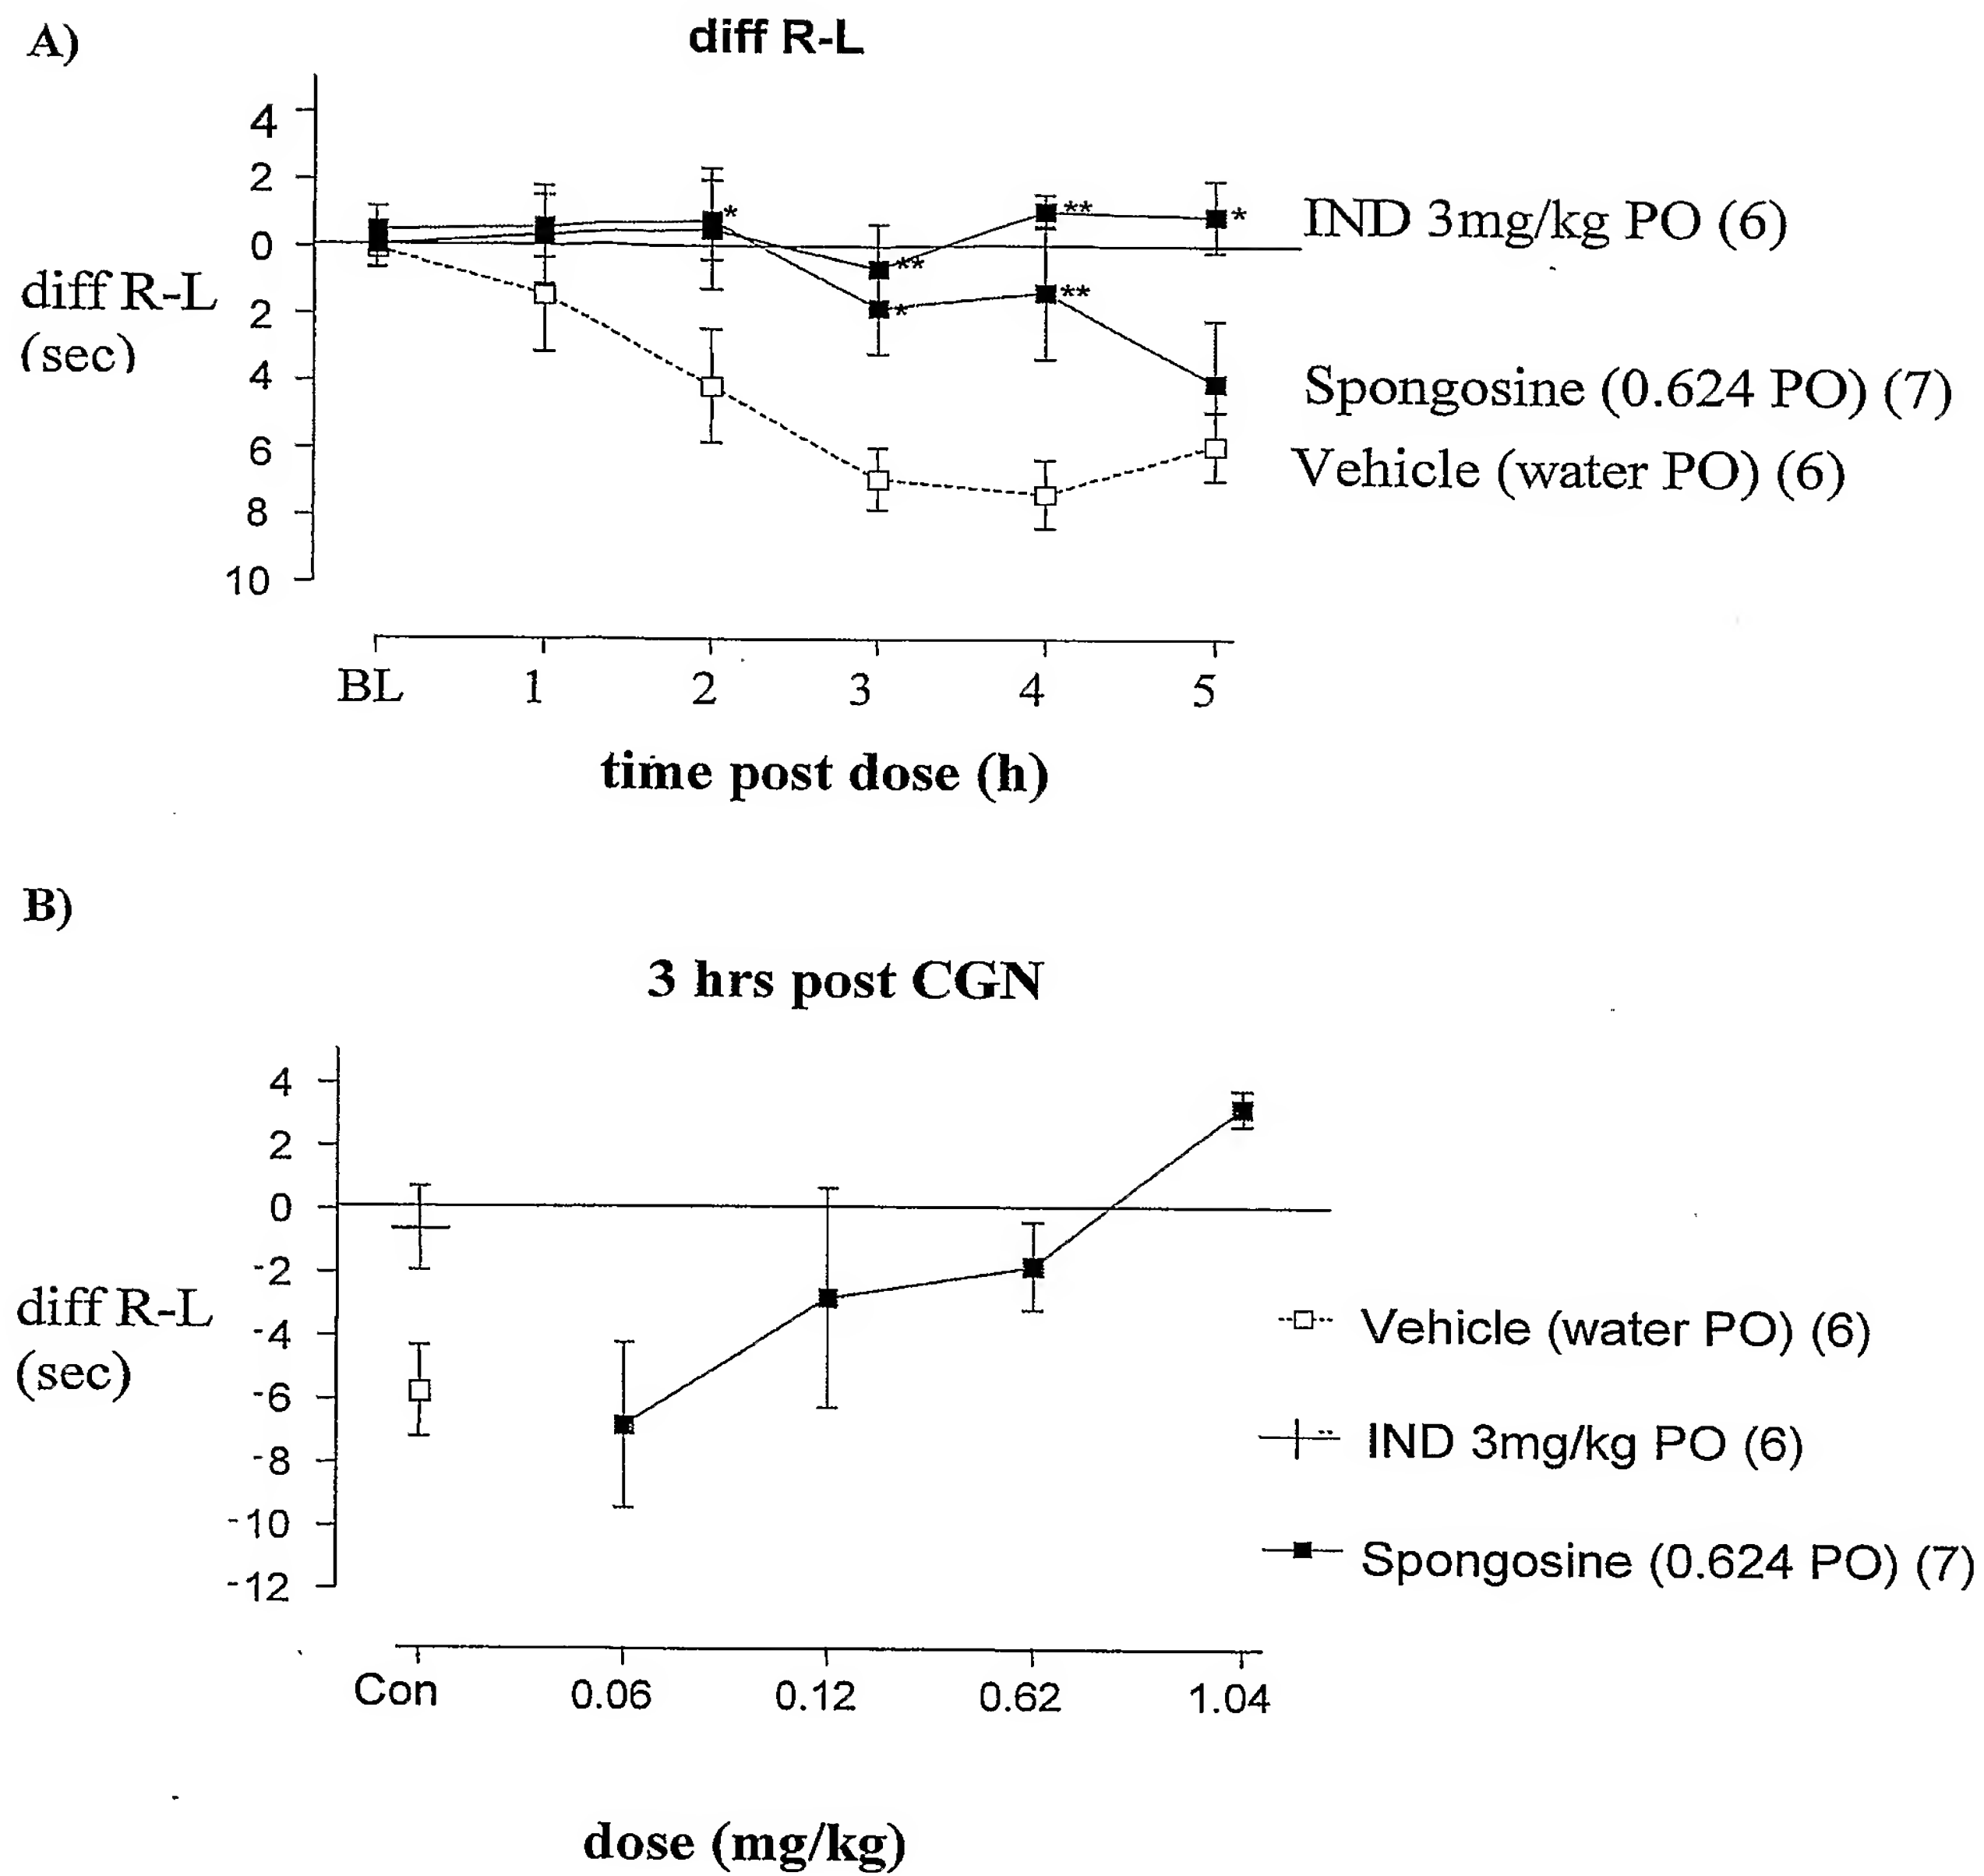 A)
diff R-L
4
2
0
2
4
6
8
10
diff R-L
(sec)
* ** ** * ** *
IND 3mg/kg PO (6)
Spongosine (0.624 PO) (7)
Vehicle (water PO) (6)
BL 1 2 3 4 5
time post dose (h)
B)
3 hrs post CGN
4
2
0
-2
-4
-6
-8
-10
-12
diff R-L
(sec)
Vehicle (water PO) (6)
IND 3mg/kg PO (6)
Spongosine (0.624 PO) (7)
Con 0.06 0.12 0.62 1.04
dose (mg/kg)